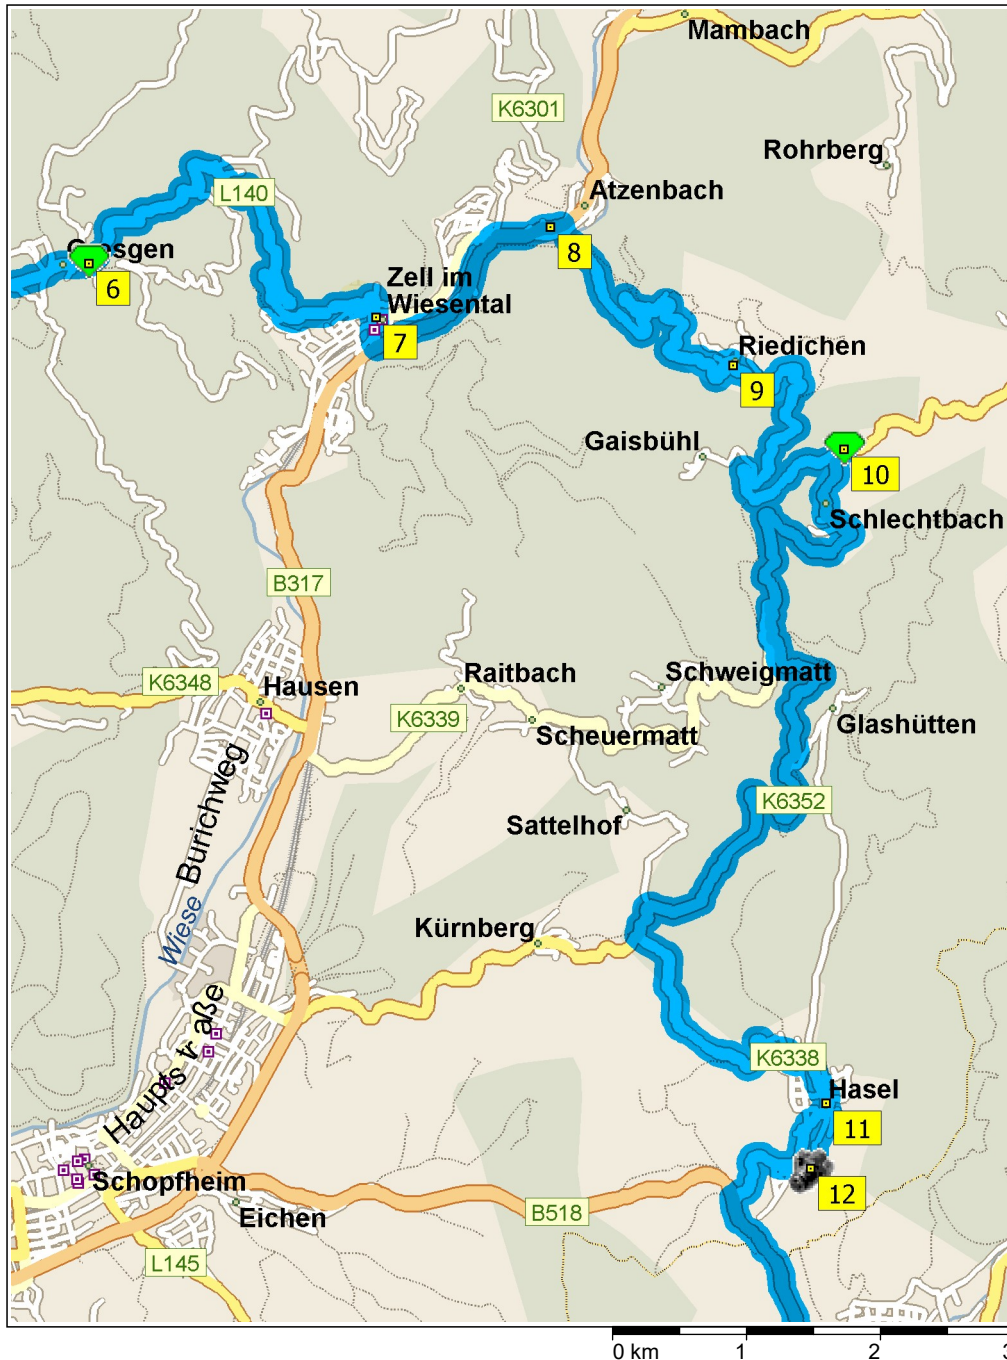 Mambach
K6301
Rohrberg
L140
Atzenbach
Gresgen
8
6
Zell im
Wiesental
7
Riedichen
9
Gaisbühl
10
Schlechtbach
B317
K6348
Hausen
Raitbach
Schweigmatt
K6339
Scheuermatt
Glashütten
Burichweg
K6352
Sattelhof
Wiese
Kürnberg
Hauptstraße
K6338
Hasel
11
12
Schopfheim
Eichen
B518
L145
0 km 1 2 3